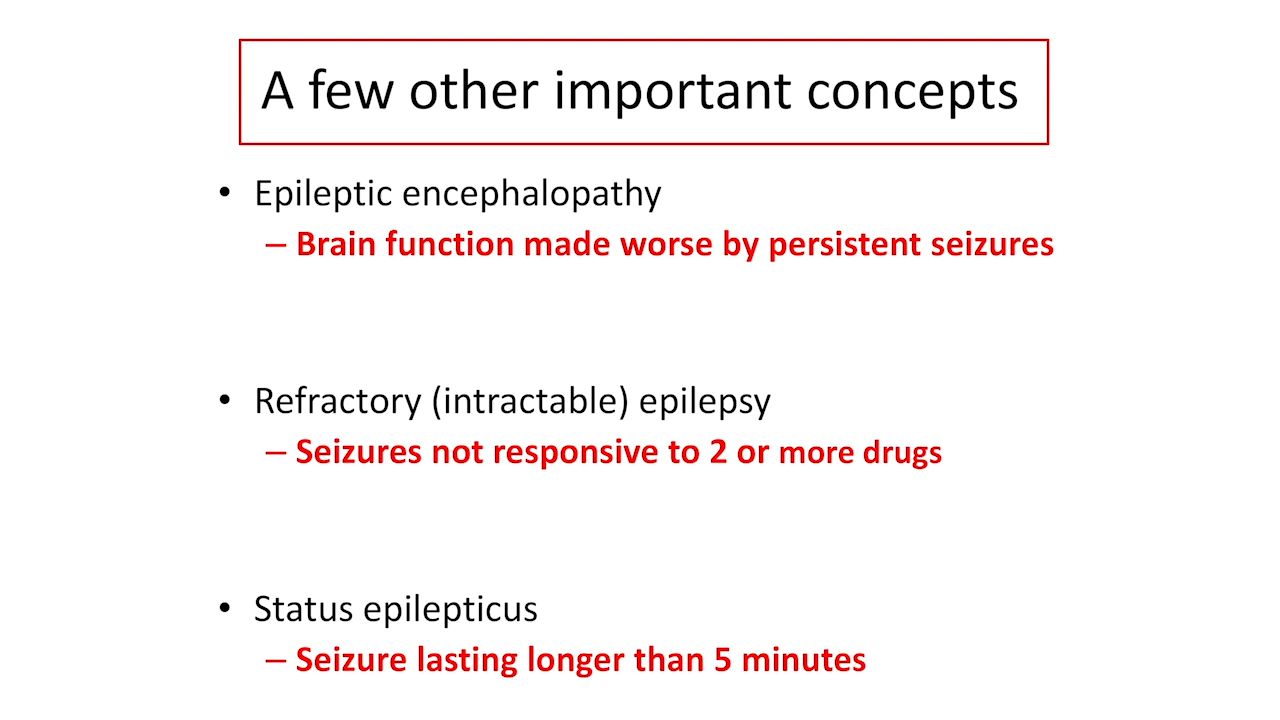 A few other important concepts
• Epileptic encephalopathy
– Brain function made worse by persistent seizures
• Refractory (intractable) epilepsy
– Seizures not responsive to 2 or more drugs
• Status epilepticus
– Seizure lasting longer than 5 minutes